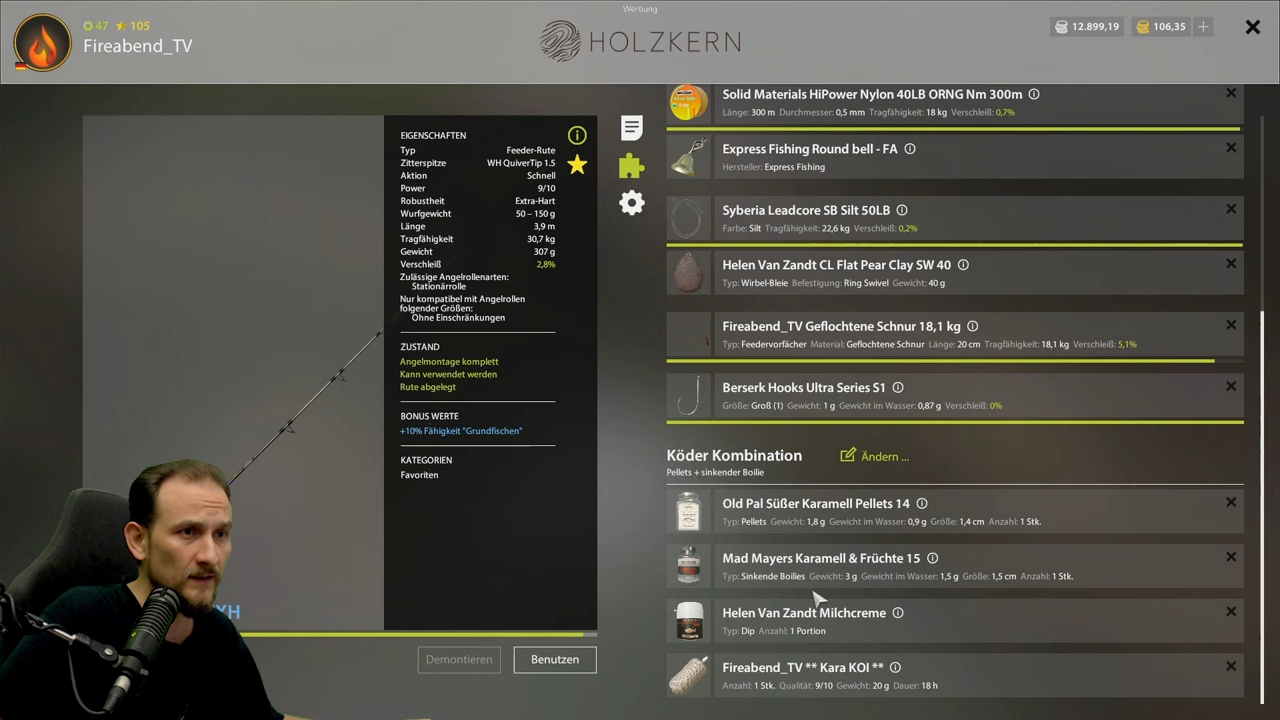 Werbung
47 105
Fireabend_TV
HOLZKERN
12.899,19 106,35 +
EIGENSCHAFTEN
Typ Feeder-Rute
Zitterspitze WH QuiverTip 1.5
Aktion Schnell
Power 9/10
Robustheit Extra-Hart
Wurfgewicht 50 – 150 g
Länge 3,9 m
Tragfähigkeit 30,7 kg
Gewicht 307 g
Verschleiß 2,8%
Zulässige Angelrollenarten:
Stationärrolle
Nur kompatibel mit Angelrollen
folgender Größen:
Ohne Einschränkungen
ZUSTAND
Angelmontage komplett
Kann verwendet werden
Rute abgelegt
BONUS WERTE
+10% Fähigkeit "Grundfischen"
KATEGORIEN
Favoriten
YH
Demontieren Benutzen
Solid Materials HiPower Nylon 40LB ORNG Nm 300m
Länge: 300 m Durchmesser: 0,5 mm Tragfähigkeit: 18 kg Verschleiß: 0,7%
Express Fishing Round bell - FA
Hersteller: Express Fishing
Syberia Leadcore SB Silt 50LB
Farbe: Silt Tragfähigkeit: 22,6 kg Verschleiß: 0,2%
Helen Van Zandt CL Flat Pear Clay SW 40
Typ: Wirbel-Bleie Befestigung: Ring Swivel Gewicht: 40 g
Fireabend_TV Geflochtene Schnur 18,1 kg
Typ: Feedervorfächer Material: Geflochtene Schnur Länge: 20 cm Tragfähigkeit: 18,1 kg Verschleiß: 5,1%
Berserk Hooks Ultra Series S1
Größe: Groß (1) Gewicht: 1 g Gewicht im Wasser: 0,87 g Verschleiß: 0%
Köder Kombination Ändern ...
Pellets + sinkender Boilie
Old Pal Süßer Karamell Pellets 14
Typ: Pellets Gewicht: 1,8 g Gewicht im Wasser: 0,9 g Größe: 1,4 cm Anzahl: 1 Stk.
Mad Mayers Karamell & Früchte 15
Typ: Sinkende Boilies Gewicht: 3 g Gewicht im Wasser: 1,5 g Größe: 1,5 cm Anzahl: 1 Stk.
Helen Van Zandt Milchcreme
Typ: Dip Anzahl: 1 Portion
Fireabend_TV ** Kara KOI **
Anzahl: 1 Stk. Qualität: 9/10 Gewicht: 20 g Dauer: 18 h